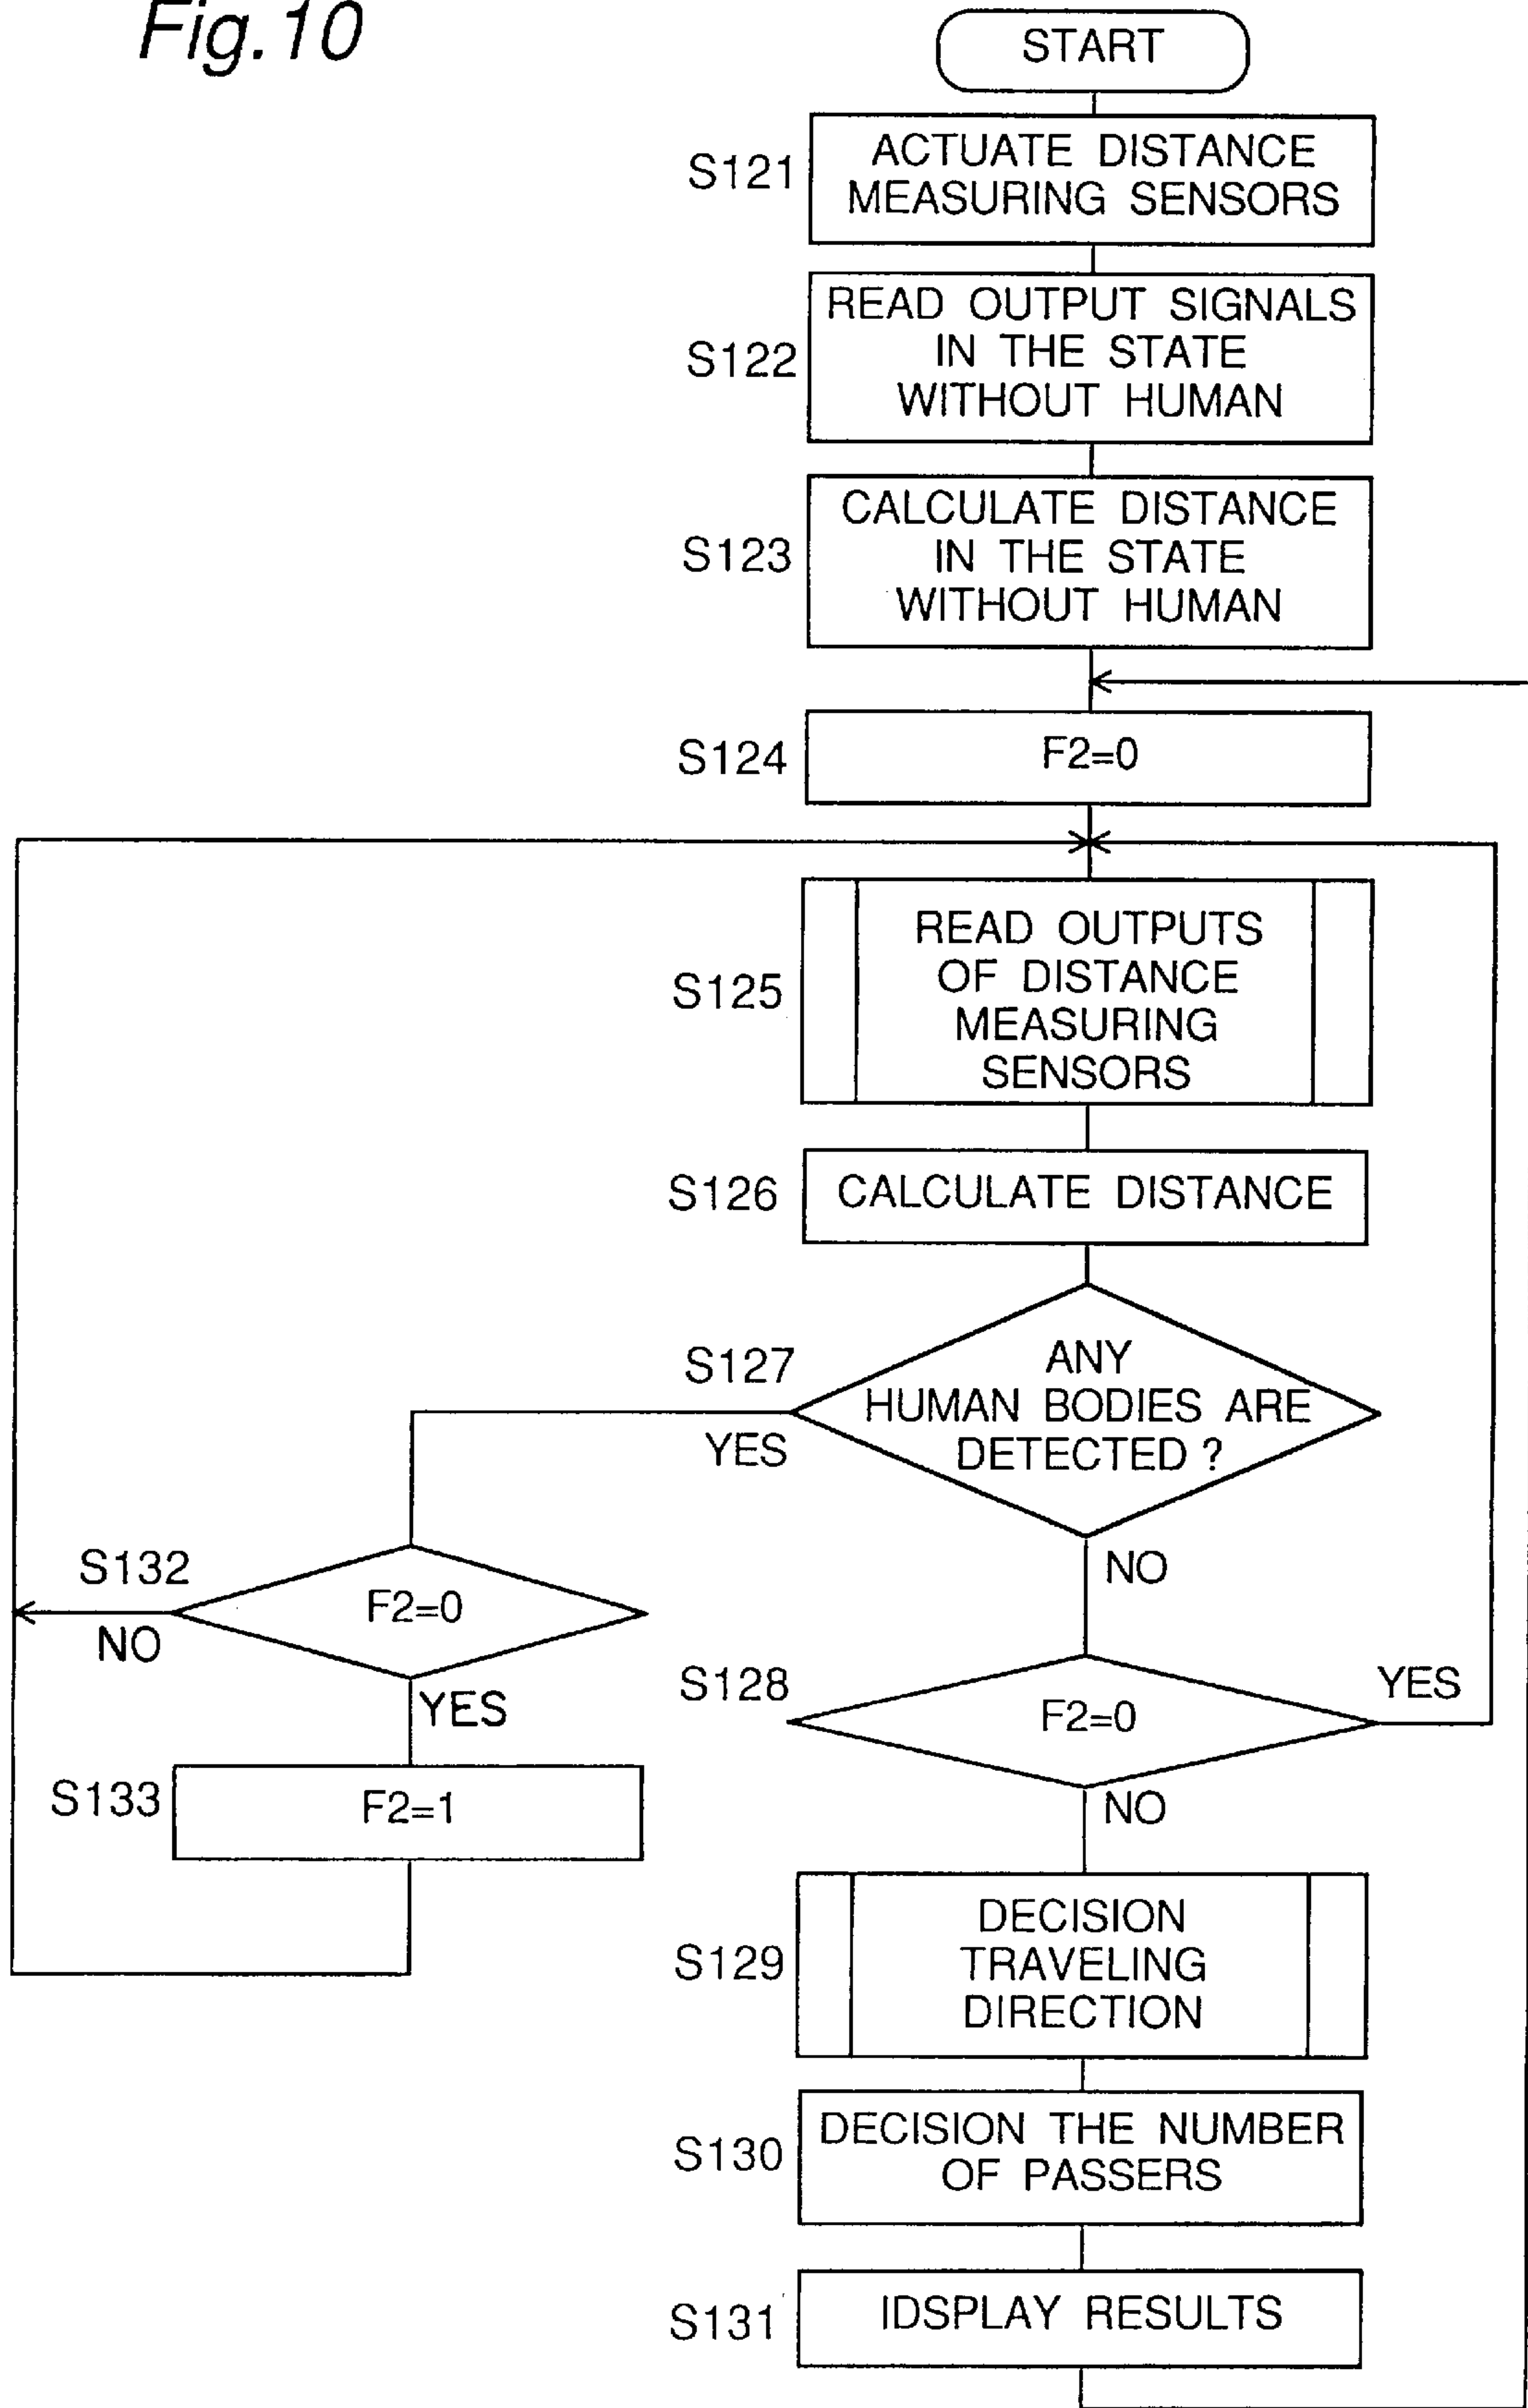 Fig.10
START
S121
ACTUATE DISTANCE
MEASURING SENSORS
S122
READ OUTPUT SIGNALS
IN THE STATE
WITHOUT HUMAN
S123
CALCULATE DISTANCE
IN THE STATE
WITHOUT HUMAN
S124
F2=0
S125
READ OUTPUTS
OF DISTANCE
MEASURING
SENSORS
S126
CALCULATE DISTANCE
S127
ANY
HUMAN BODIES ARE
DETECTED ?
YES
NO
S132
F2=0
NO
YES
S133
F2=1
S128
F2=0
YES
NO
S129
DECISION
TRAVELING
DIRECTION
S130
DECISION THE NUMBER
OF PASSERS
S131
IDSPLAY RESULTS